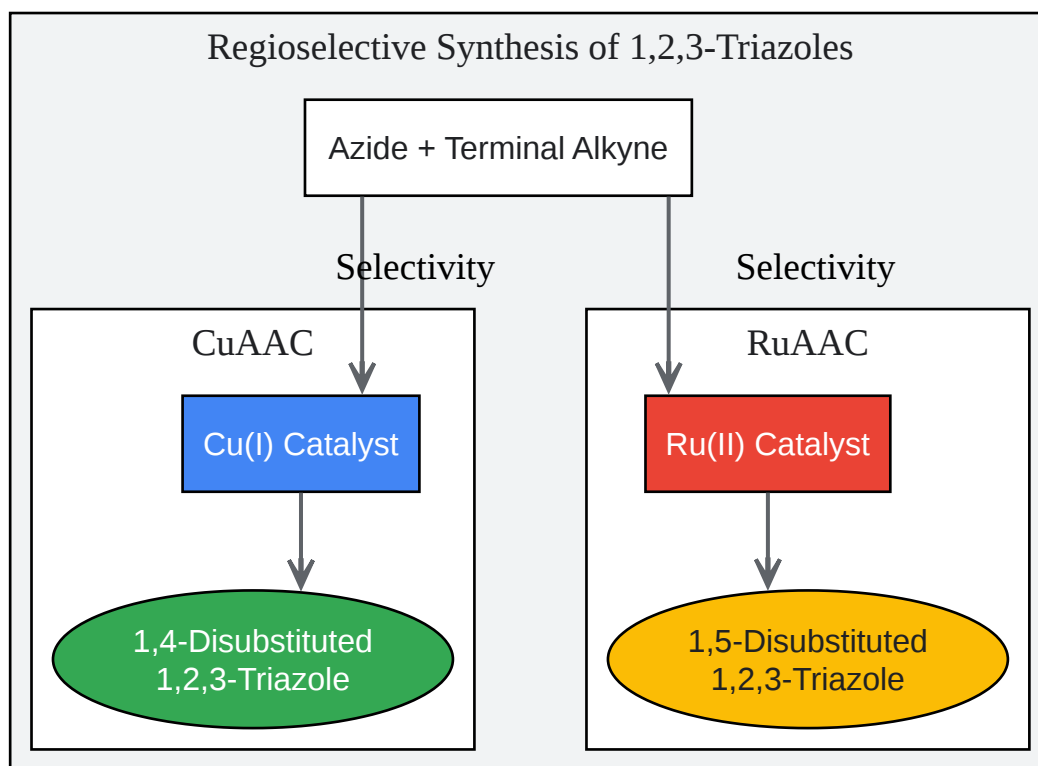 Regioselective Synthesis of 1,2,3-Triazoles
Azide + Terminal Alkyne
Selectivity
Selectivity
CuAAC
RuAAC
Cu(I) Catalyst
Ru(II) Catalyst
1,4-Disubstituted
1,2,3-Triazole
1,5-Disubstituted
1,2,3-Triazole